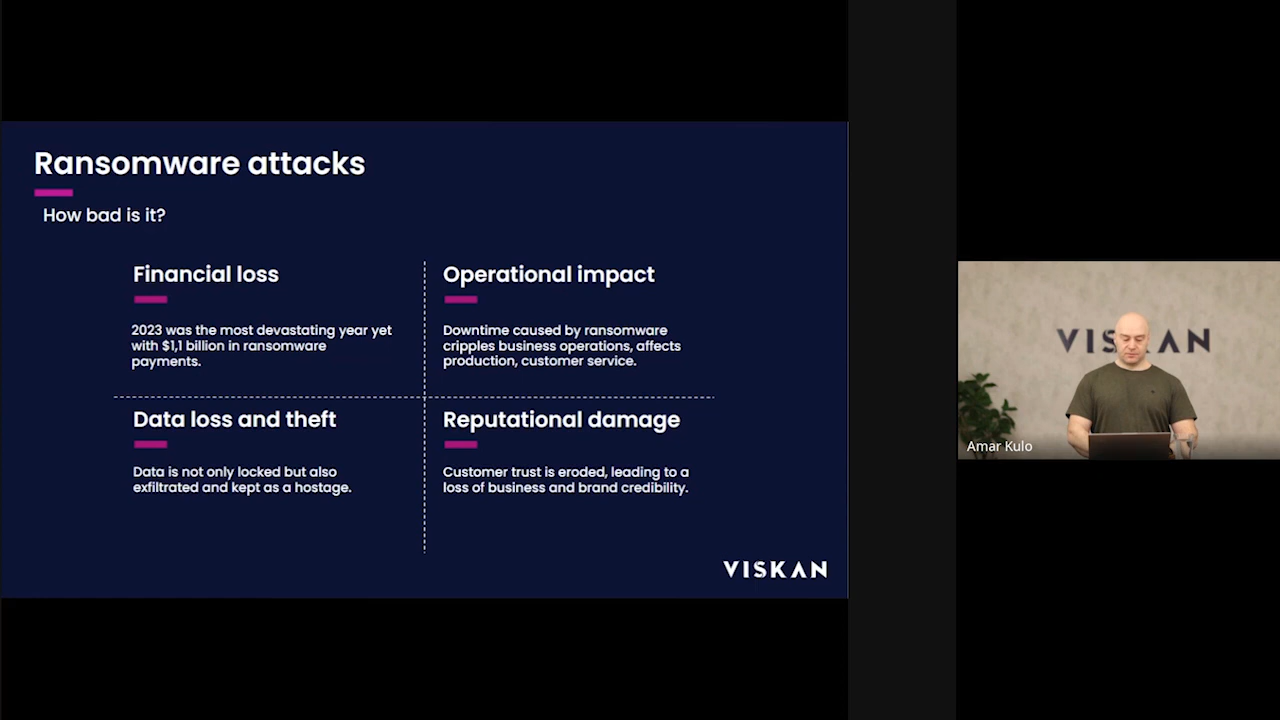 Ransomware attacks
How bad is it?
Financial loss
2023 was the most devastating year yet
with $1,1 billion in ransomware
payments.
Operational impact
Downtime caused by ransomware
cripples business operations, affects
production, customer service.
Data loss and theft
Data is not only locked but also
exfiltrated and kept as a hostage.
Reputational damage
Customer trust is eroded, leading to a
loss of business and brand credibility.
VISKAN
VISKAN
Amar Kulo